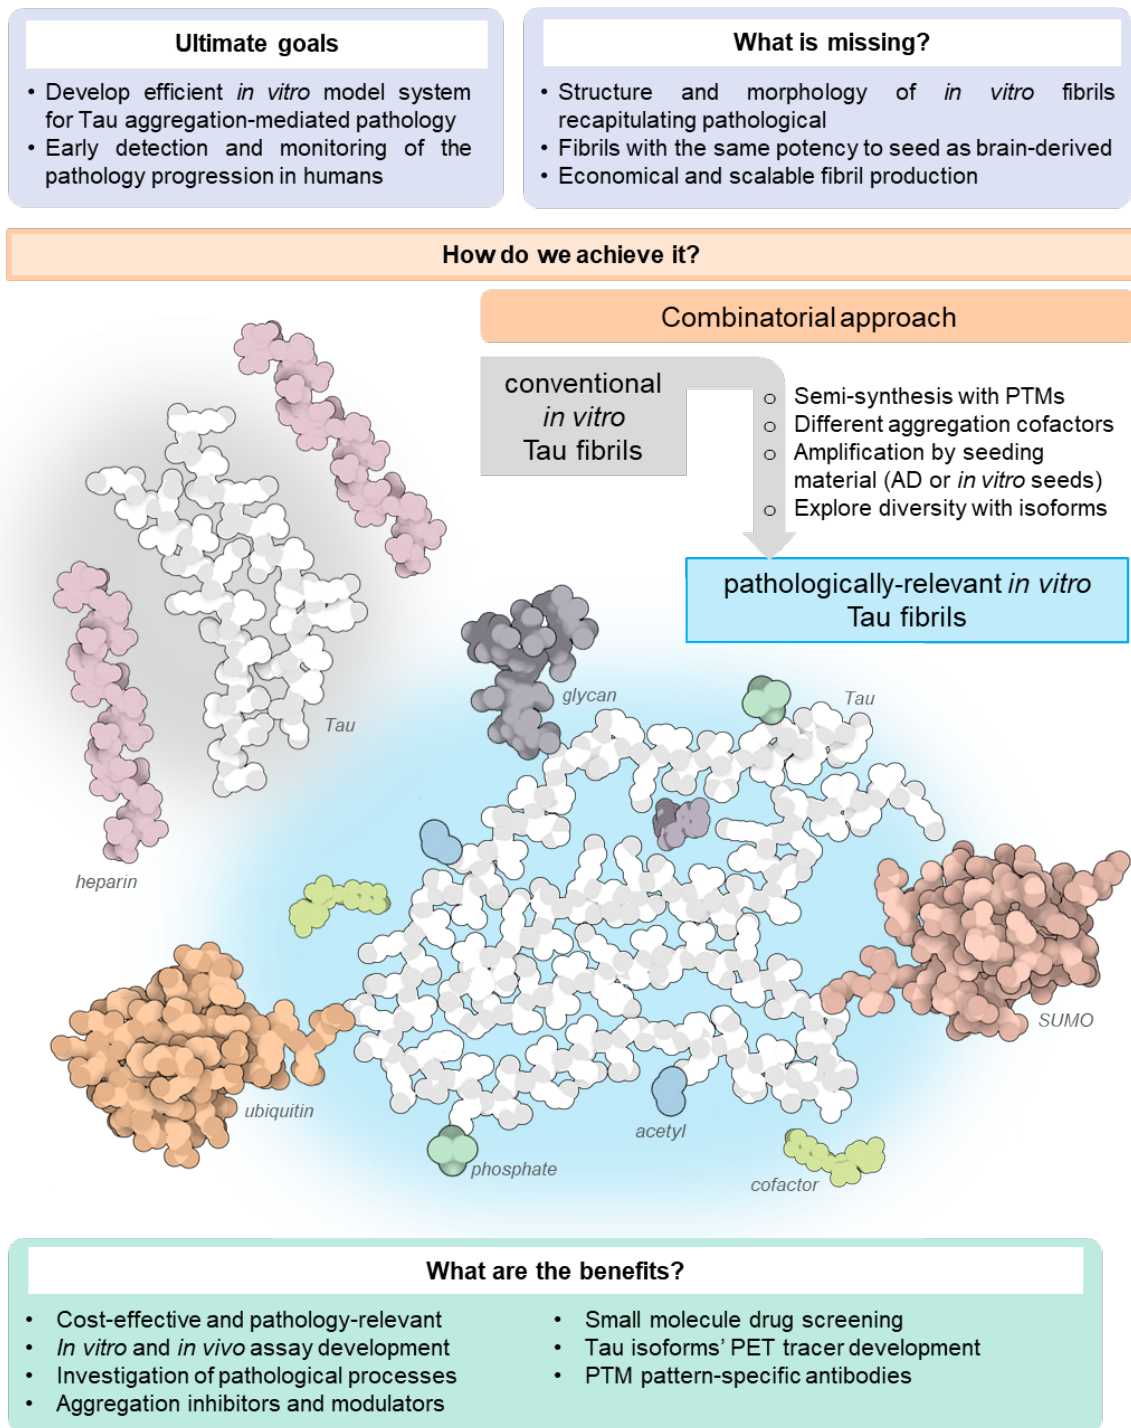 Ultimate goals
• Develop efficient in vitro model system
for Tau aggregation-mediated pathology
• Early detection and monitoring of the
pathology progression in humans
What is missing?
• Structure and morphology of in vitro fibrils
recapitulating pathological
• Fibrils with the same potency to seed as brain-derived
• Economical and scalable fibril production
How do we achieve it?
Combinatorial approach
conventional
in vitro
Tau fibrils
o Semi-synthesis with PTMs
o Different aggregation cofactors
o Amplification by seeding
material (AD or in vitro seeds)
o Explore diversity with isoforms
pathologically-relevant in vitro
Tau fibrils
glycan
Tau
Tau
heparin
SUMO
ubiquitin
acetyl
phosphate
cofactor
What are the benefits?
• Cost-effective and pathology-relevant
• In vitro and in vivo assay development
• Investigation of pathological processes
• Aggregation inhibitors and modulators
• Small molecule drug screening
• Tau isoforms’ PET tracer development
• PTM pattern-specific antibodies